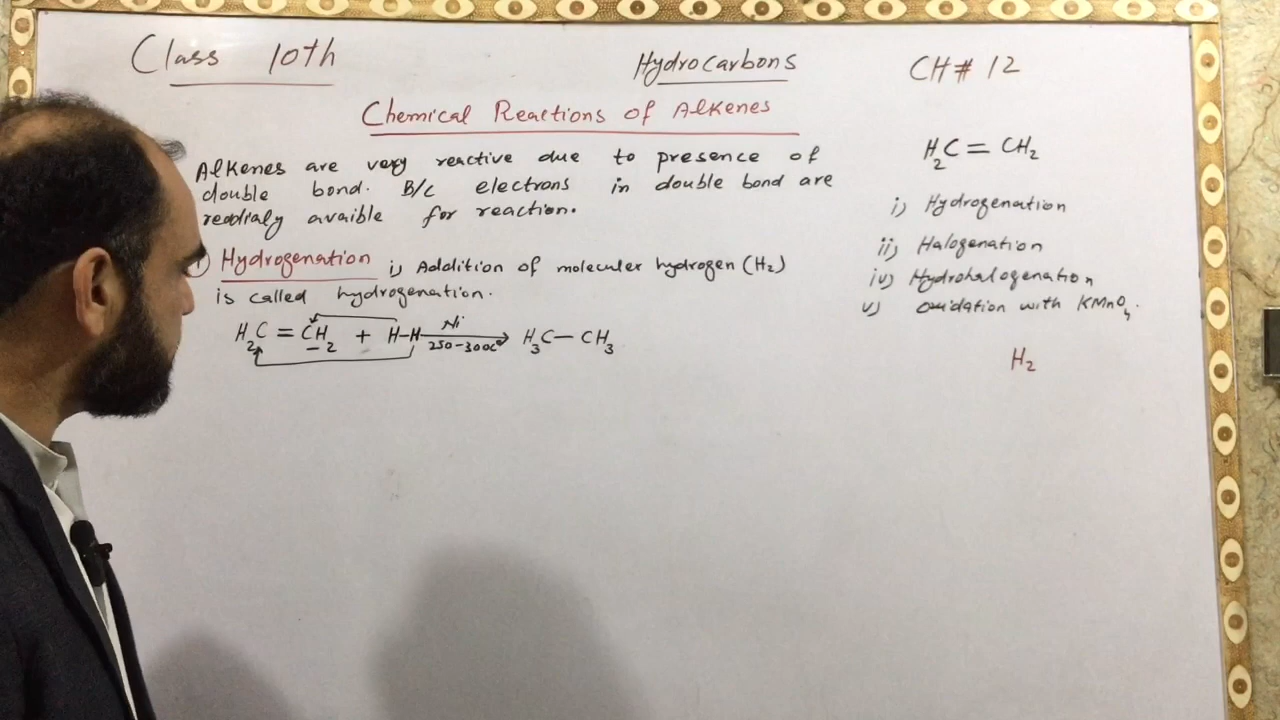 Class 10th
Hydrocarbons
CH# 12
Chemical Reactions of Alkenes
Alkenes are very reactive due to presence of
double bond. B/c electrons in double bond are
readialy avaible for reaction.
① Hydrogenation i) Addition of moleculer hydrogen (H₂)
is called hydrogenation.
H₂C = CH₂ + H-H Ni 250-300C° → H₃C — CH₃
H₂C = CH₂
i) Hydrogenation
ii) Halogenation
iv) Hydrohalogenation
v) oxidation with KMnO₄.
H₂